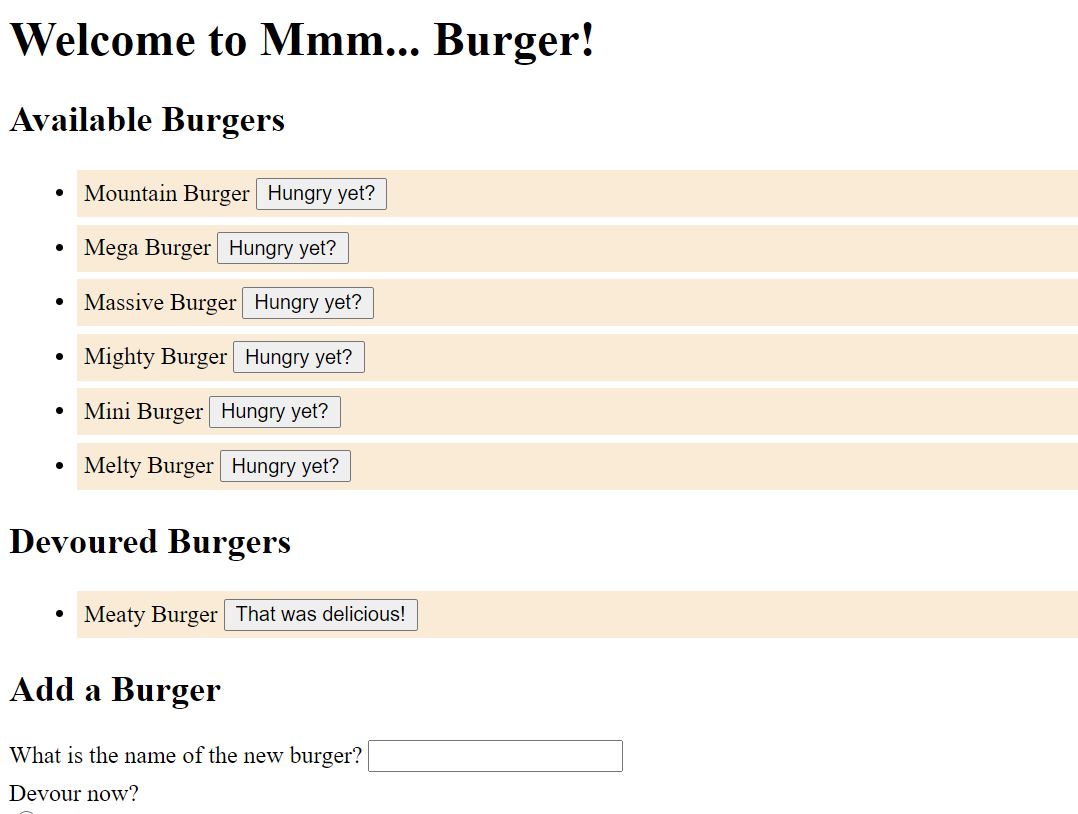 Welcome to Mmm... Burger!
Available Burgers
Mountain Burger Hungry yet?
Mega Burger Hungry yet?
Massive Burger Hungry yet?
Mighty Burger Hungry yet?
Mini Burger Hungry yet?
Melty Burger Hungry yet?
Devoured Burgers
Meaty Burger That was delicious!
Add a Burger
What is the name of the new burger?
Devour now?